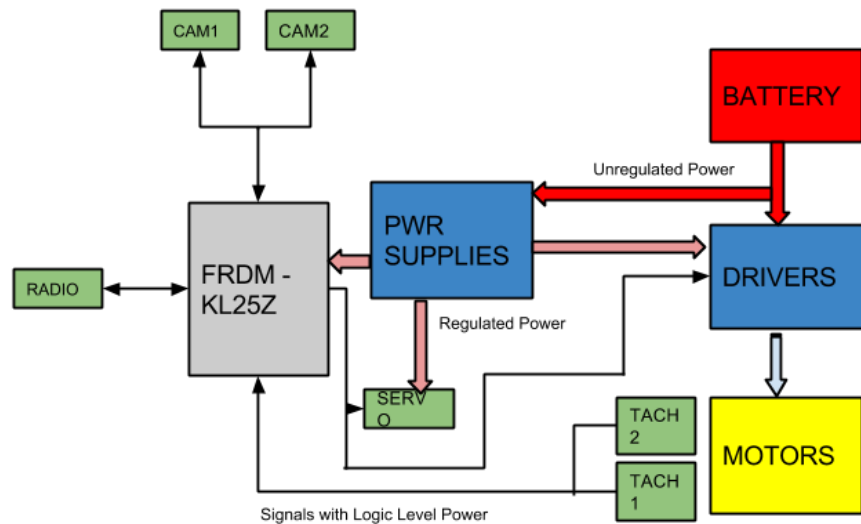 CAM1
CAM2
BATTERY
Unregulated Power
PWR
SUPPLIES
FRDM -
KL25Z
DRIVERS
RADIO
Regulated Power
SERV
O
TACH
2
MOTORS
TACH
1
Signals with Logic Level Power